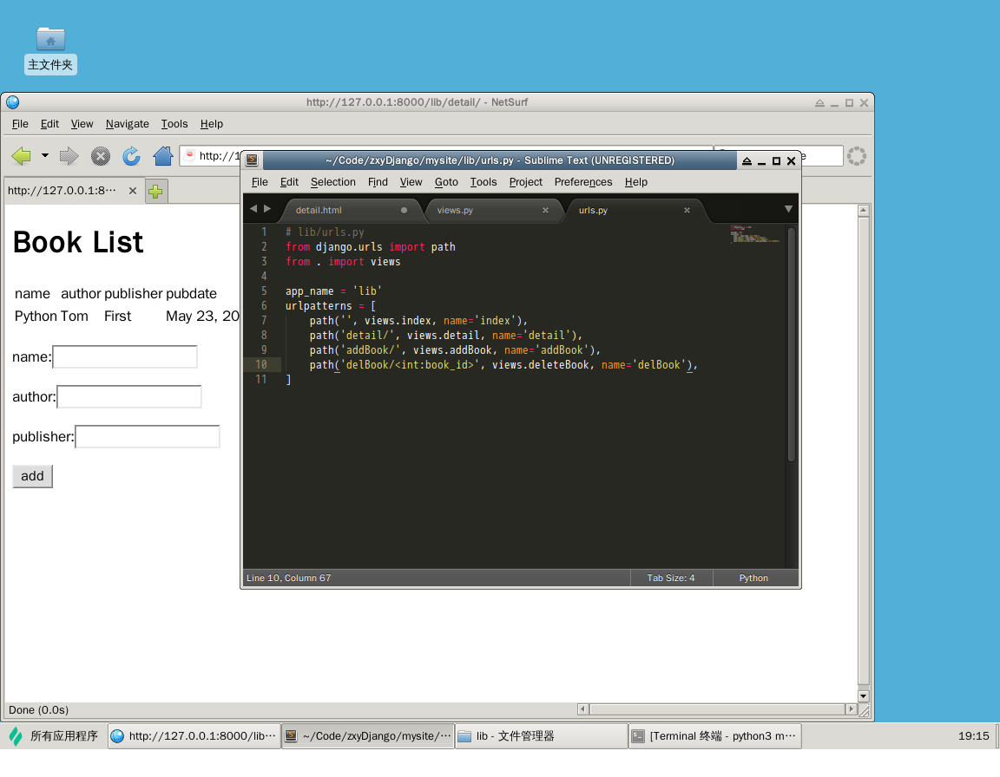 主文件夹
http://127.0.0.1:8000/lib/detail/ - NetSurf
File Edit View Navigate Tools Help
http://1
http://127.0.0.1:8···
Book List
name author publisher pubdate
Python Tom First May 23, 20
name:
author:
publisher:
add
Done (0.0s)
~/Code/zxyDjango/mysite/lib/urls.py - Sublime Text (UNREGISTERED)
File Edit Selection Find View Goto Tools Project Preferences Help
detail.html views.py urls.py
1 # lib/urls.py
2 from django.urls import path
3 from . import views
4
5 app_name = 'lib'
6 urlpatterns = [
7 path('', views.index, name='index'),
8 path('detail/', views.detail, name='detail'),
9 path('addBook/', views.addBook, name='addBook'),
10 path('delBook/<int:book_id>', views.deleteBook, name='delBook'),
11 ]
Line 10, Column 67 Tab Size: 4 Python
所有应用程序 http://127.0.0.1:8000/lib··· ~/Code/zxyDjango/mysite/··· lib - 文件管理器 [Terminal 终端 - python3 m··· 19:15